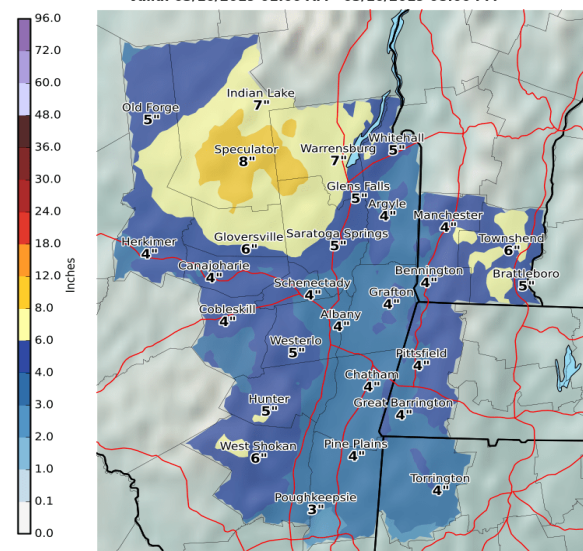 96.0
72.0
60.0
48.0
36.0
30.0
24.0
18.0
12.0
8.0
6.0
4.0
3.0
2.0
1.0
0.1
0.0
Inches
Indian Lake
7"
Old Forge
5"
Speculator
8"
Warrensburg
7"
Whitehall
5"
Glens Falls
5"
Argyle
4"
Manchester
4"
Herkimer
4"
Gloversville
6"
Saratoga Springs
5"
Townshend
6"
Canajoharie
4"
Schenectady
4"
Bennington
4"
Brattleboro
5"
Grafton
4"
Cobleskill
4"
Albany
4"
Westerlo
5"
Pittsfield
4"
Chatham
4"
Hunter
5"
Great Barrington
4"
West Shokan
6"
Pine Plains
4"
Torrington
4"
Poughkeepsie
3"